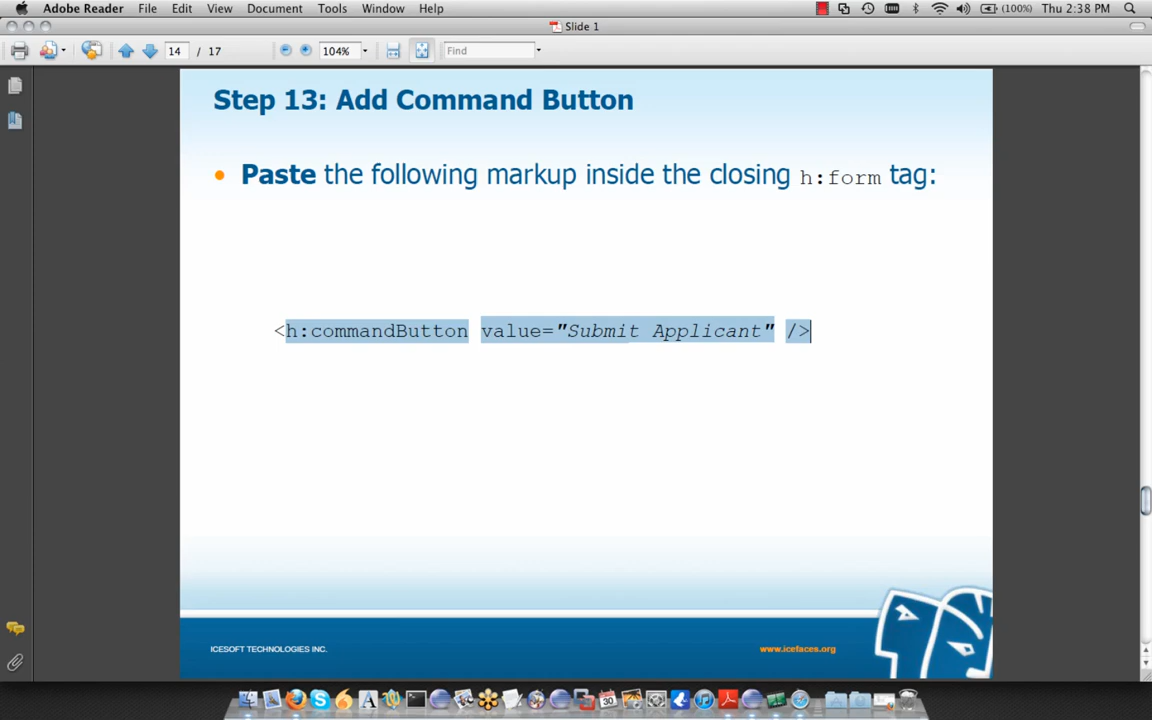 Adobe Reader File Edit View Document Tools Window Help (100%) Thu 2:38 PM
Slide 1
14 / 17 104% Find
Step 13: Add Command Button
• Paste the following markup inside the closing h:form tag:
<h:commandButton value="Submit Applicant" />
ICESOFT TECHNOLOGIES INC. www.icefaces.org